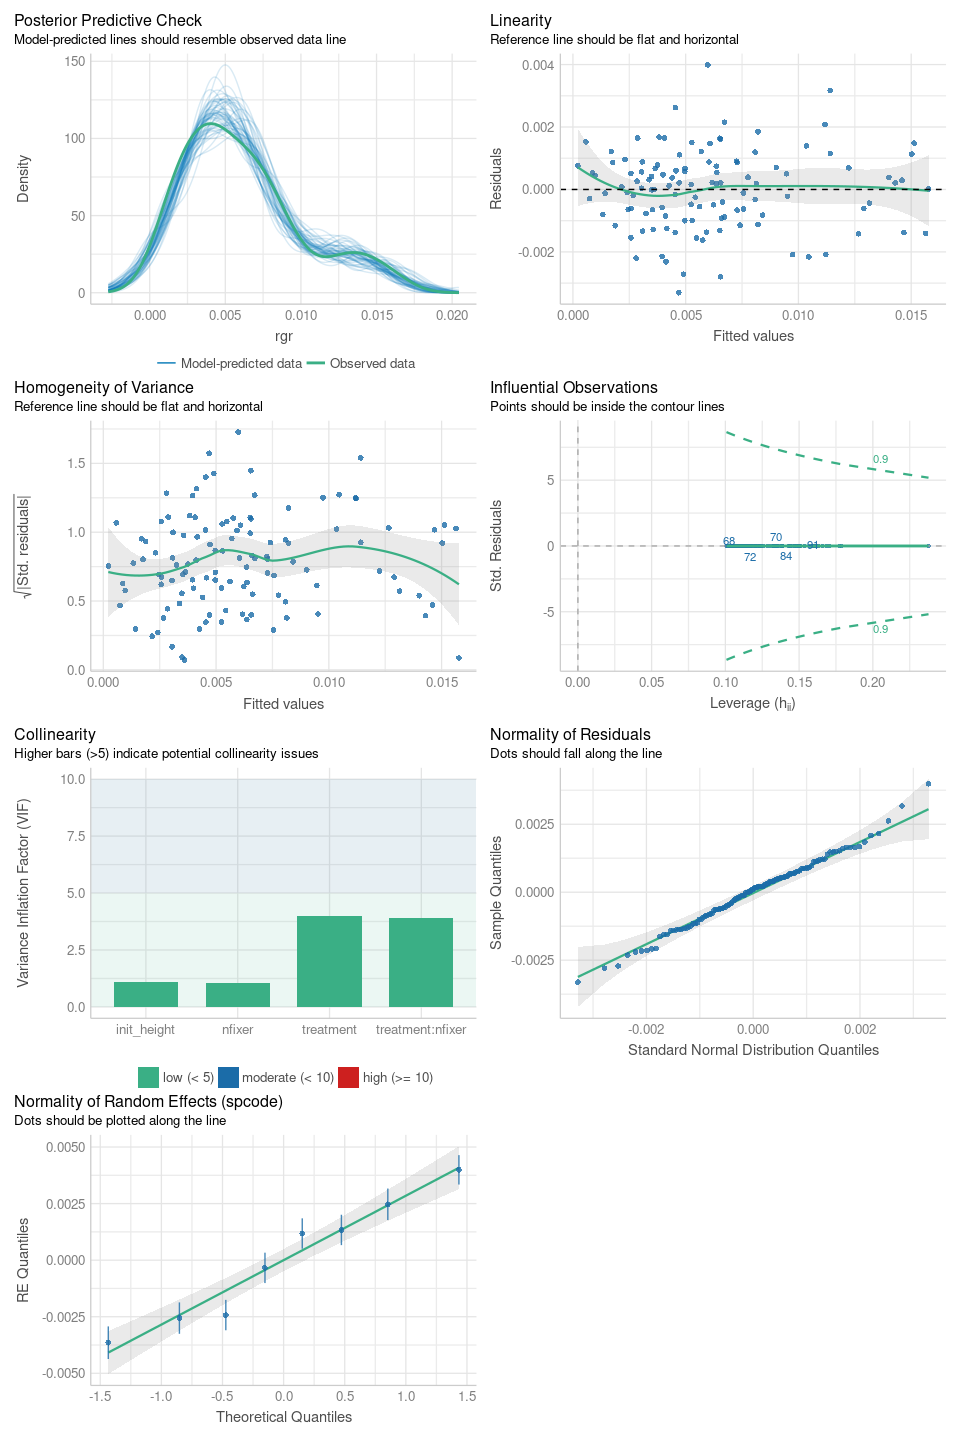 Posterior Predictive Check
Model-predicted lines should resemble observed data line
150
100
50
0
Density
0.000 0.005 0.010 0.015 0.020
rgr
Model-predicted data Observed data
Linearity
Reference line should be flat and horizontal
0.004
0.002
0.000
-0.002
Residuals
0.000 0.005 0.010 0.015
Fitted values
Homogeneity of Variance
Reference line should be flat and horizontal
1.5
1.0
0.5
0.0
√|Std. residuals|
0.000 0.005 0.010 0.015
Fitted values
Influential Observations
Points should be inside the contour lines
5
0
-5
Std. Residuals
0.9
68 70 91
72 84
0.9
0.00 0.05 0.10 0.15 0.20
Leverage (hᵢᵢ)
Collinearity
Higher bars (>5) indicate potential collinearity issues
10.0
7.5
5.0
2.5
0.0
Variance Inflation Factor (VIF)
init_height nfixer treatment treatment:nfixer
low (< 5) moderate (< 10) high (>= 10)
Normality of Residuals
Dots should fall along the line
0.0025
0.0000
-0.0025
Sample Quantiles
-0.002 0.000 0.002
Standard Normal Distribution Quantiles
Normality of Random Effects (spcode)
Dots should be plotted along the line
0.0050
0.0025
0.0000
-0.0025
-0.0050
RE Quantiles
-1.5 -1.0 -0.5 0.0 0.5 1.0 1.5
Theoretical Quantiles